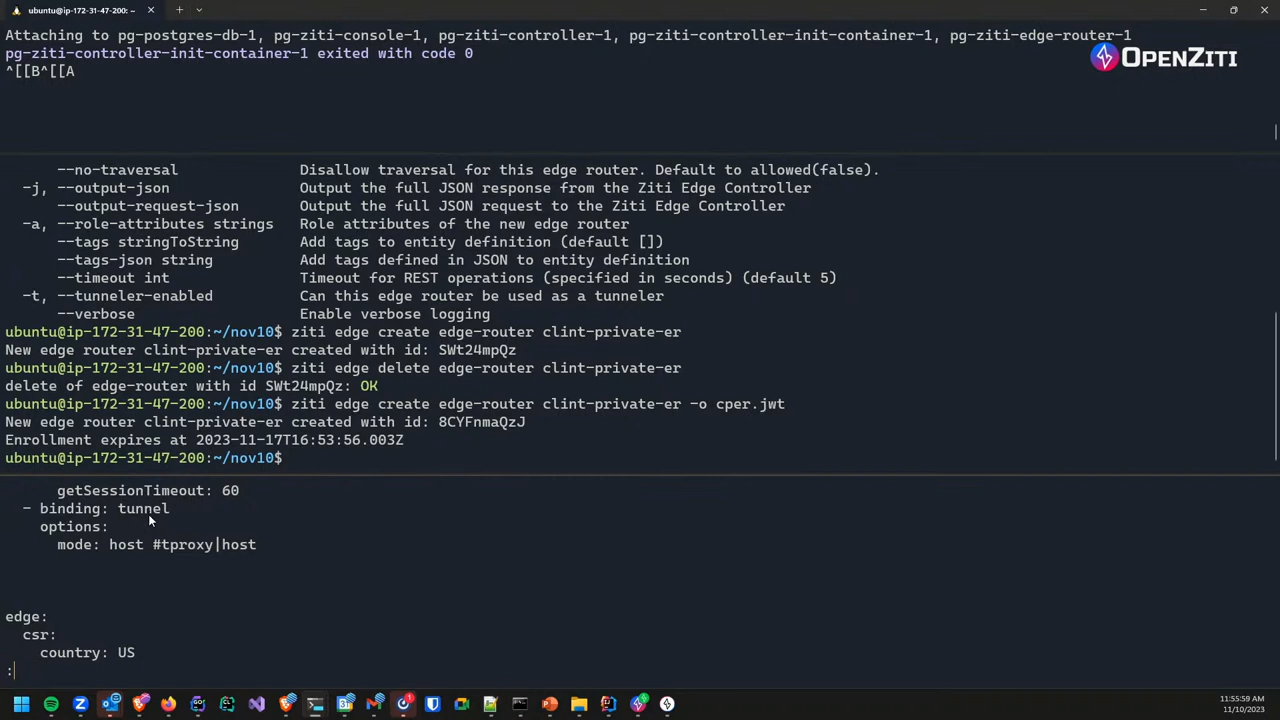 ubuntu@ip-172-31-47-200: ~
Attaching to pg-postgres-db-1, pg-ziti-console-1, pg-ziti-controller-1, pg-ziti-controller-init-container-1, pg-ziti-edge-router-1
pg-ziti-controller-init-container-1 exited with code 0
^[[B^[[A
OPENZITI
--no-traversal Disallow traversal for this edge router. Default to allowed(false).
-j, --output-json Output the full JSON response from the Ziti Edge Controller
--output-request-json Output the full JSON request to the Ziti Edge Controller
-a, --role-attributes strings Role attributes of the new edge router
--tags stringToString Add tags to entity definition (default [])
--tags-json string Add tags defined in JSON to entity definition
--timeout int Timeout for REST operations (specified in seconds) (default 5)
-t, --tunneler-enabled Can this edge router be used as a tunneler
--verbose Enable verbose logging
ubuntu@ip-172-31-47-200:~/nov10$ ziti edge create edge-router clint-private-er
New edge router clint-private-er created with id: SWt24mpQz
ubuntu@ip-172-31-47-200:~/nov10$ ziti edge delete edge-router clint-private-er
delete of edge-router with id SWt24mpQz: OK
ubuntu@ip-172-31-47-200:~/nov10$ ziti edge create edge-router clint-private-er -o cper.jwt
New edge router clint-private-er created with id: 8CYFnmaQzJ
Enrollment expires at 2023-11-17T16:53:56.003Z
ubuntu@ip-172-31-47-200:~/nov10$
getSessionTimeout: 60
- binding: tunnel
options:
mode: host #tproxy|host
edge:
csr:
country: US
:
11:55:59 AM
11/10/2023